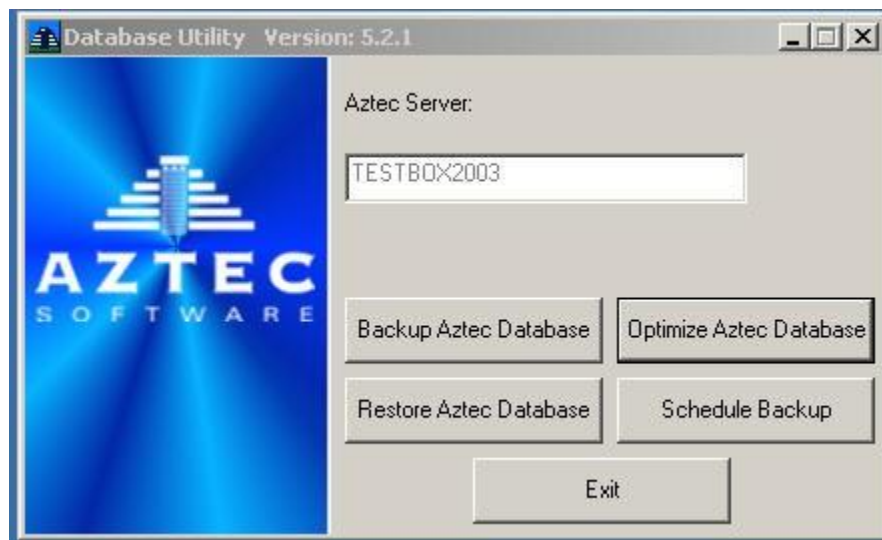 Database Utility Version: 5.2.1
Aztec Server:
TESTBOX2003
AZTEC
SOFTWARE
Backup Aztec Database
Optimize Aztec Database
Restore Aztec Database
Schedule Backup
Exit